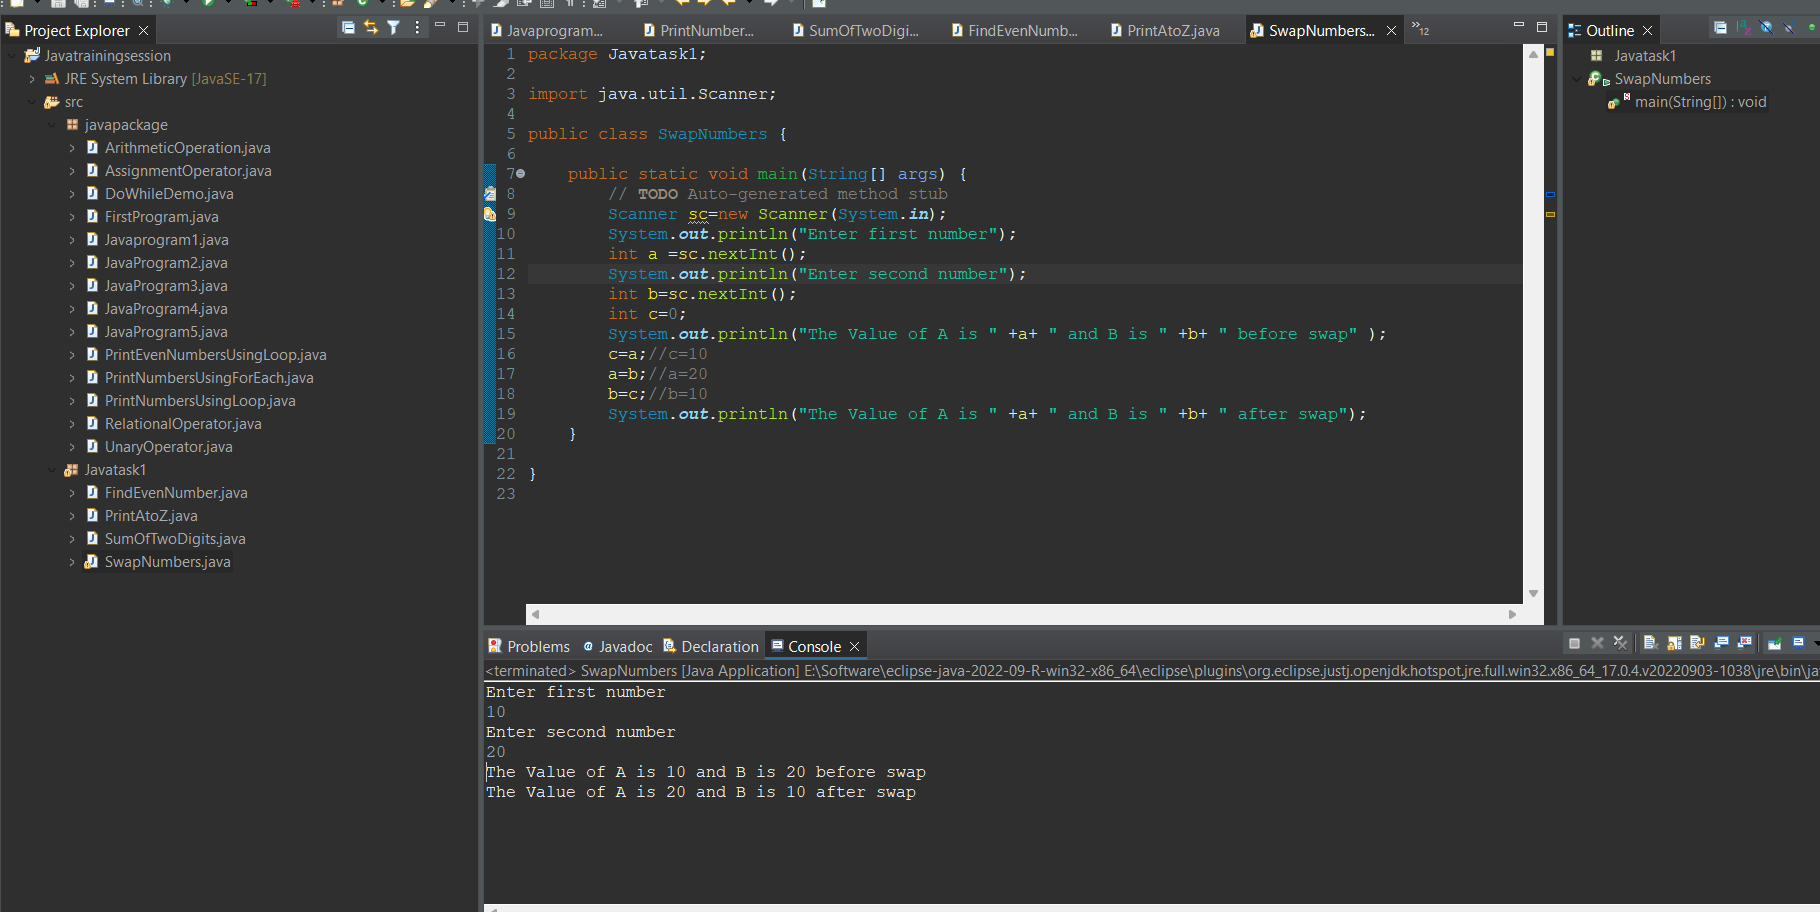 Project Explorer
Javatrainingsession
JRE System Library [JavaSE-17]
src
javapackage
ArithmeticOperation.java
AssignmentOperator.java
DoWhileDemo.java
FirstProgram.java
Javaprogram1.java
JavaProgram2.java
JavaProgram3.java
JavaProgram4.java
JavaProgram5.java
PrintEvenNumbersUsingLoop.java
PrintNumbersUsingForEach.java
PrintNumbersUsingLoop.java
RelationalOperator.java
UnaryOperator.java
Javatask1
FindEvenNumber.java
PrintAtoZ.java
SumOfTwoDigits.java
SwapNumbers.java
Javaprogram... PrintNumber... SumOfTwoDigi... FindEvenNumb... PrintAtoZ.java SwapNumbers... »12
1 package Javatask1;
2
3 import java.util.Scanner;
4
5 public class SwapNumbers {
6
7 public static void main(String[] args) {
8 // TODO Auto-generated method stub
9 Scanner sc=new Scanner(System.in);
10 System.out.println("Enter first number");
11 int a =sc.nextInt();
12 System.out.println("Enter second number");
13 int b=sc.nextInt();
14 int c=0;
15 System.out.println("The Value of A is " +a+ " and B is " +b+ " before swap" );
16 c=a;//c=10
17 a=b;//a=20
18 b=c;//b=10
19 System.out.println("The Value of A is " +a+ " and B is " +b+ " after swap");
20 }
21
22 }
23
Outline
Javatask1
SwapNumbers
main(String[]) : void
Problems @ Javadoc Declaration Console
<terminated> SwapNumbers [Java Application] E:\Software\eclipse-java-2022-09-R-win32-x86_64\eclipse\plugins\org.eclipse.justj.openjdk.hotspot.jre.full.win32.x86_64_17.0.4.v20220903-1038\jre\bin\ja
Enter first number
10
Enter second number
20
The Value of A is 10 and B is 20 before swap
The Value of A is 20 and B is 10 after swap